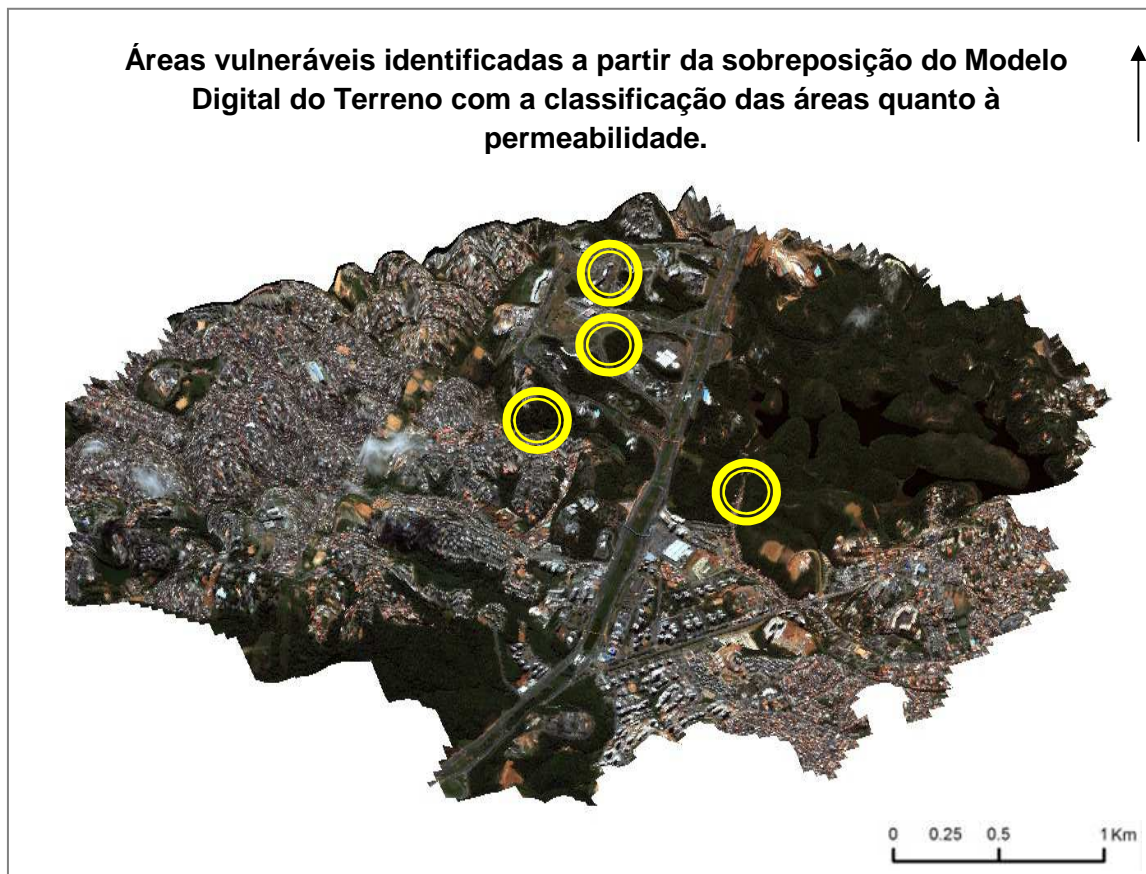 Áreas vulneráveis identificadas a partir da sobreposição do Modelo
Digital do Terreno com a classificação das áreas quanto à
permeabilidade.
0 0.25 0.5 1 Km